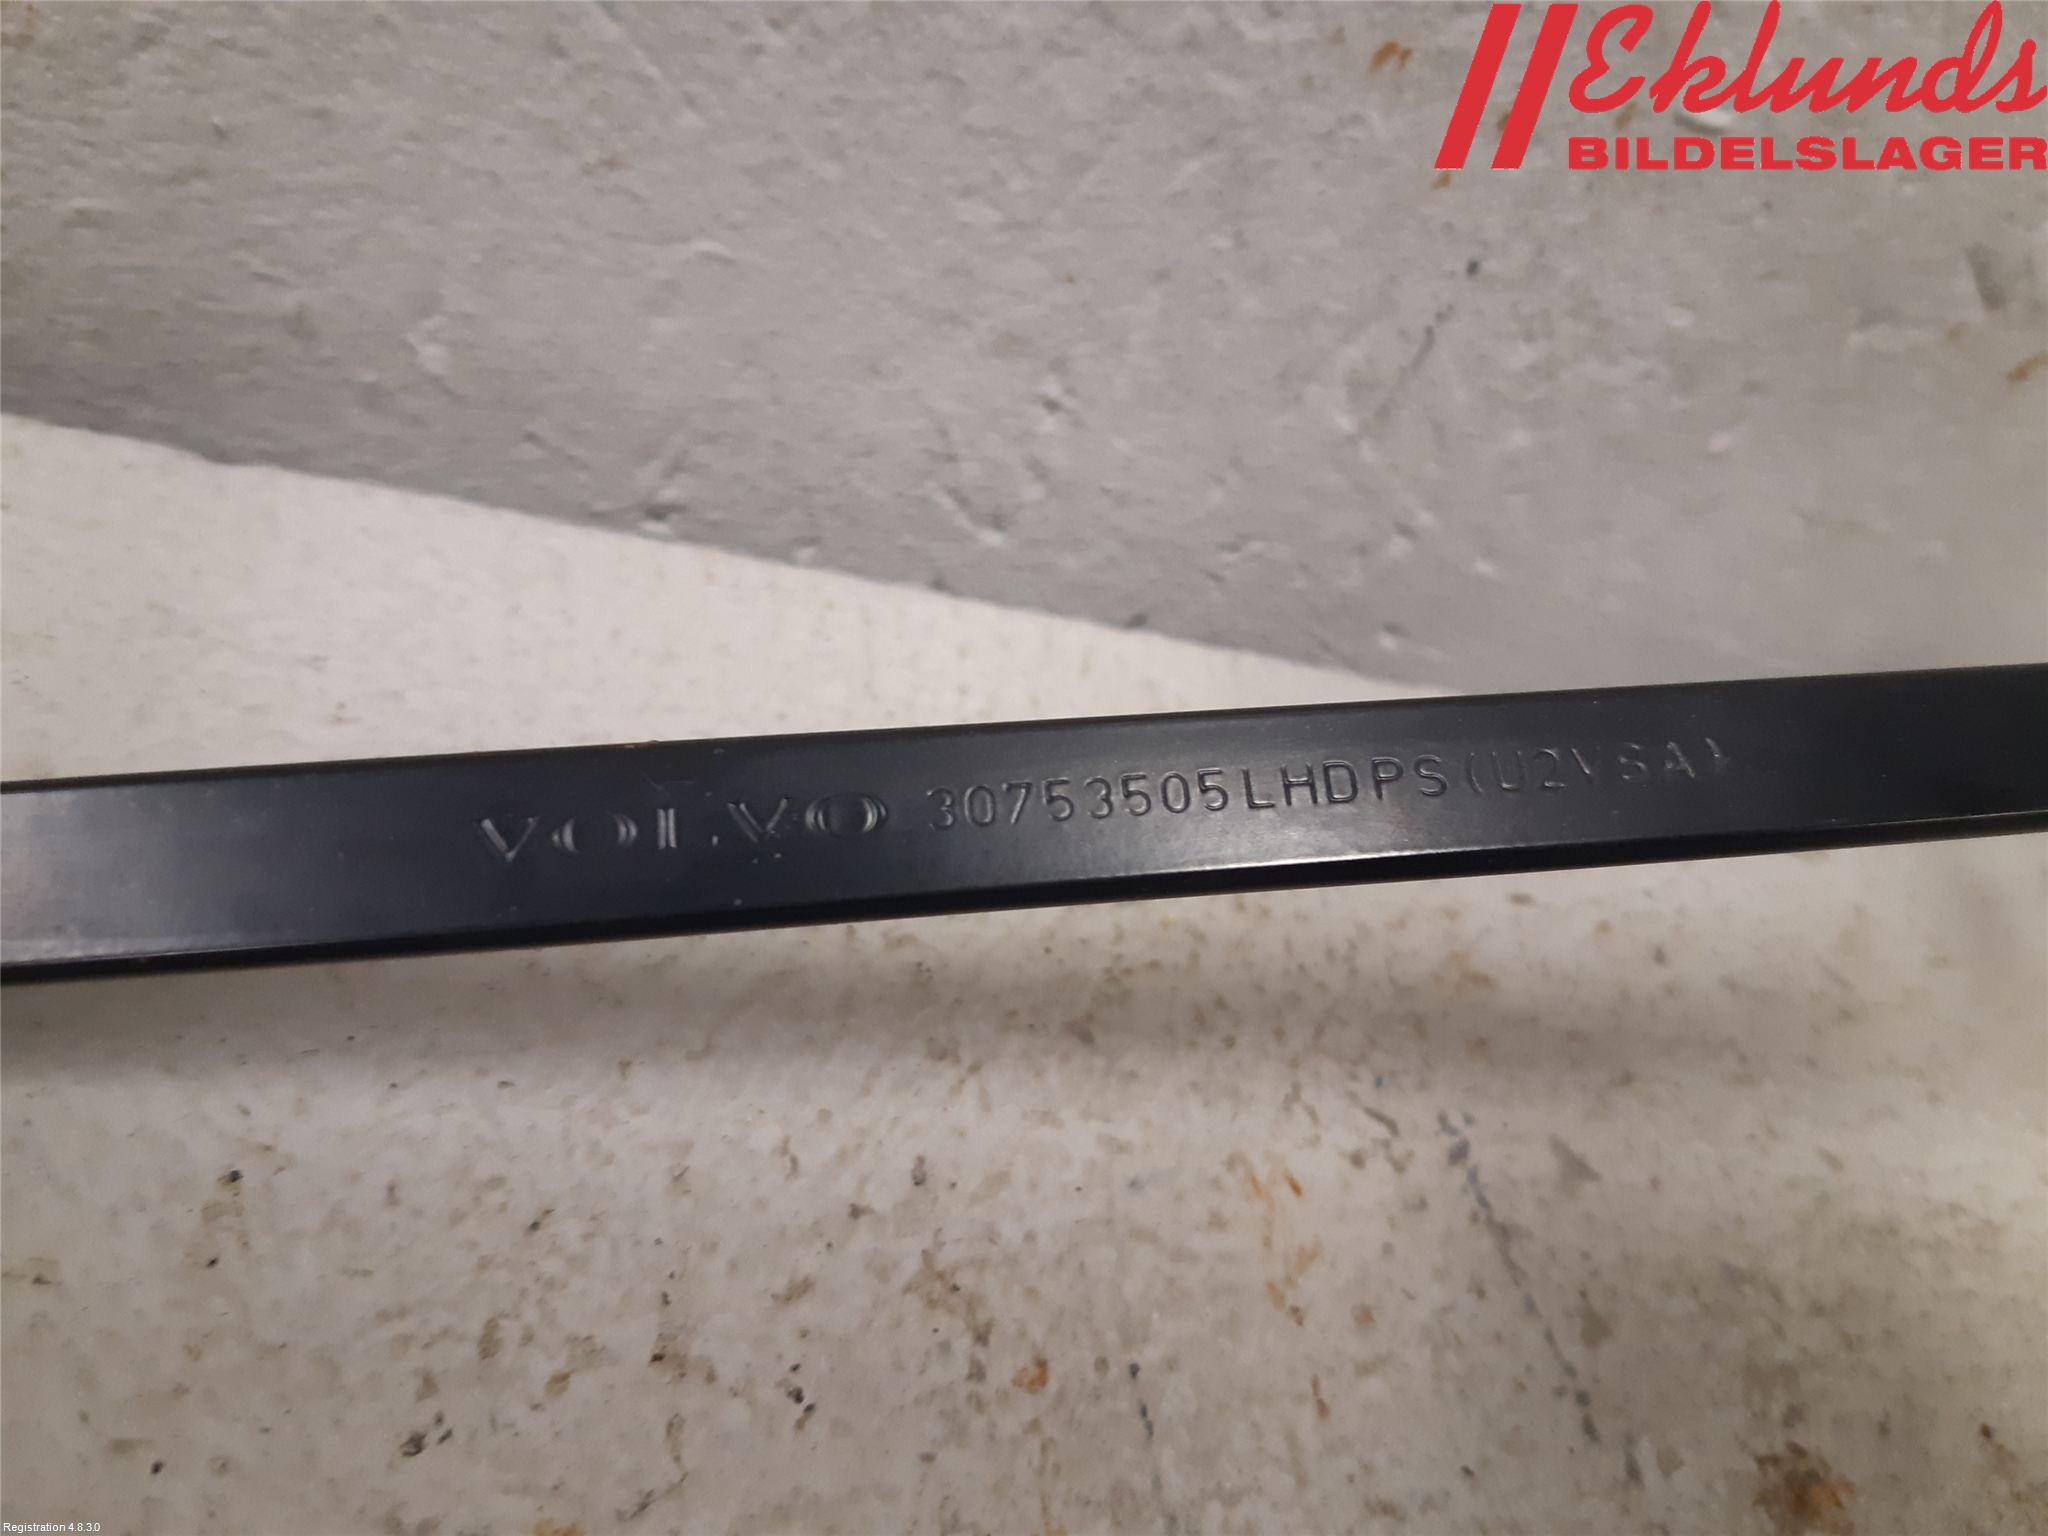 Eklunds
BILDELSLAGER
VOLVO 30753505LHDPS(U2VSA)
Registration 4.8.3.0